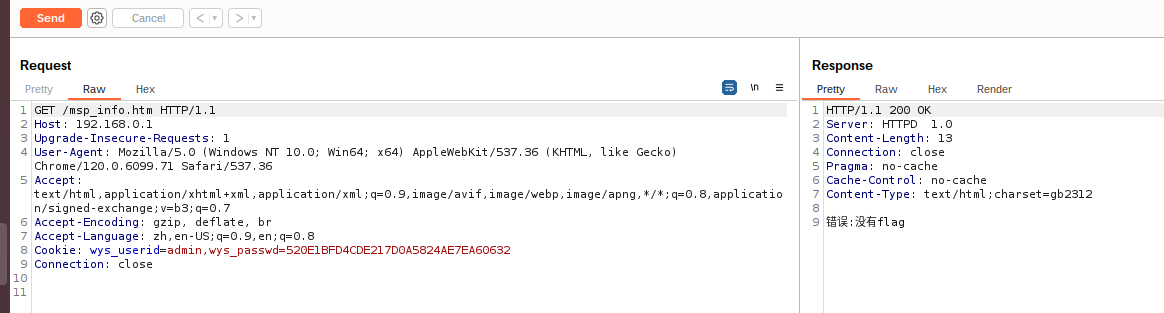 Send
Cancel
< ▾
> ▾
Request
Pretty Raw Hex
\n
1 GET /msp_info.htm HTTP/1.1
2 Host: 192.168.0.1
3 Upgrade-Insecure-Requests: 1
4 User-Agent: Mozilla/5.0 (Windows NT 10.0; Win64; x64) AppleWebKit/537.36 (KHTML, like Gecko)
Chrome/120.0.6099.71 Safari/537.36
5 Accept:
text/html,application/xhtml+xml,application/xml;q=0.9,image/avif,image/webp,image/apng,*/*;q=0.8,applicatio
n/signed-exchange;v=b3;q=0.7
6 Accept-Encoding: gzip, deflate, br
7 Accept-Language: zh,en-US;q=0.9,en;q=0.8
8 Cookie: wys_userid=admin,wys_passwd=520E1BFD4CDE217D0A5824AE7EA60632
9 Connection: close
10
11
Response
Pretty Raw Hex Render
1 HTTP/1.1 200 OK
2 Server: HTTPD 1.0
3 Content-Length: 13
4 Connection: close
5 Pragma: no-cache
6 Cache-Control: no-cache
7 Content-Type: text/html;charset=gb2312
8
9 错误:没有flag